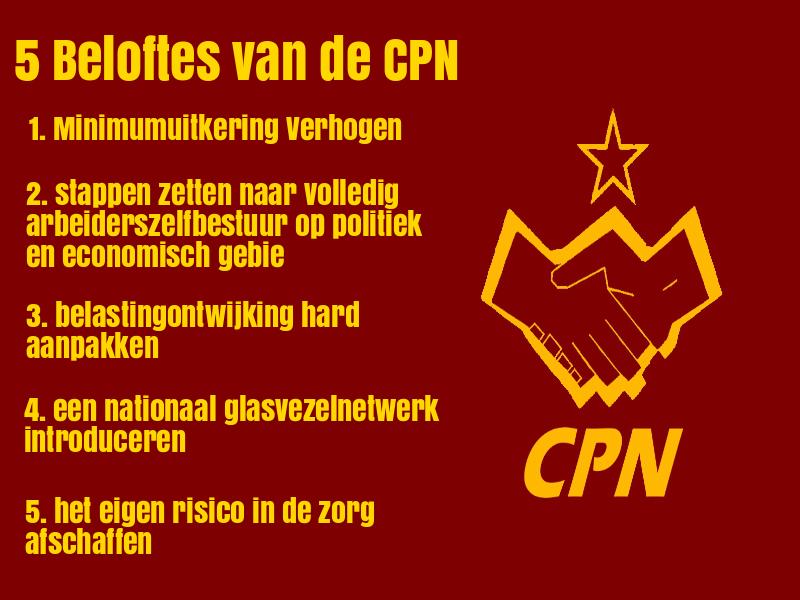 5 Beloftes van de CPN
1. Minimumuitkering Verhogen
2. stappen zetten naar volledig
arbeiderszelfbestuur op politiek
en economisch gebie
3. belastingontwijking hard
aanpakken
4. een nationaal glasvezelnetwerk
introduceren
5. het eigen risico in de zorg
afschaffen
CPN